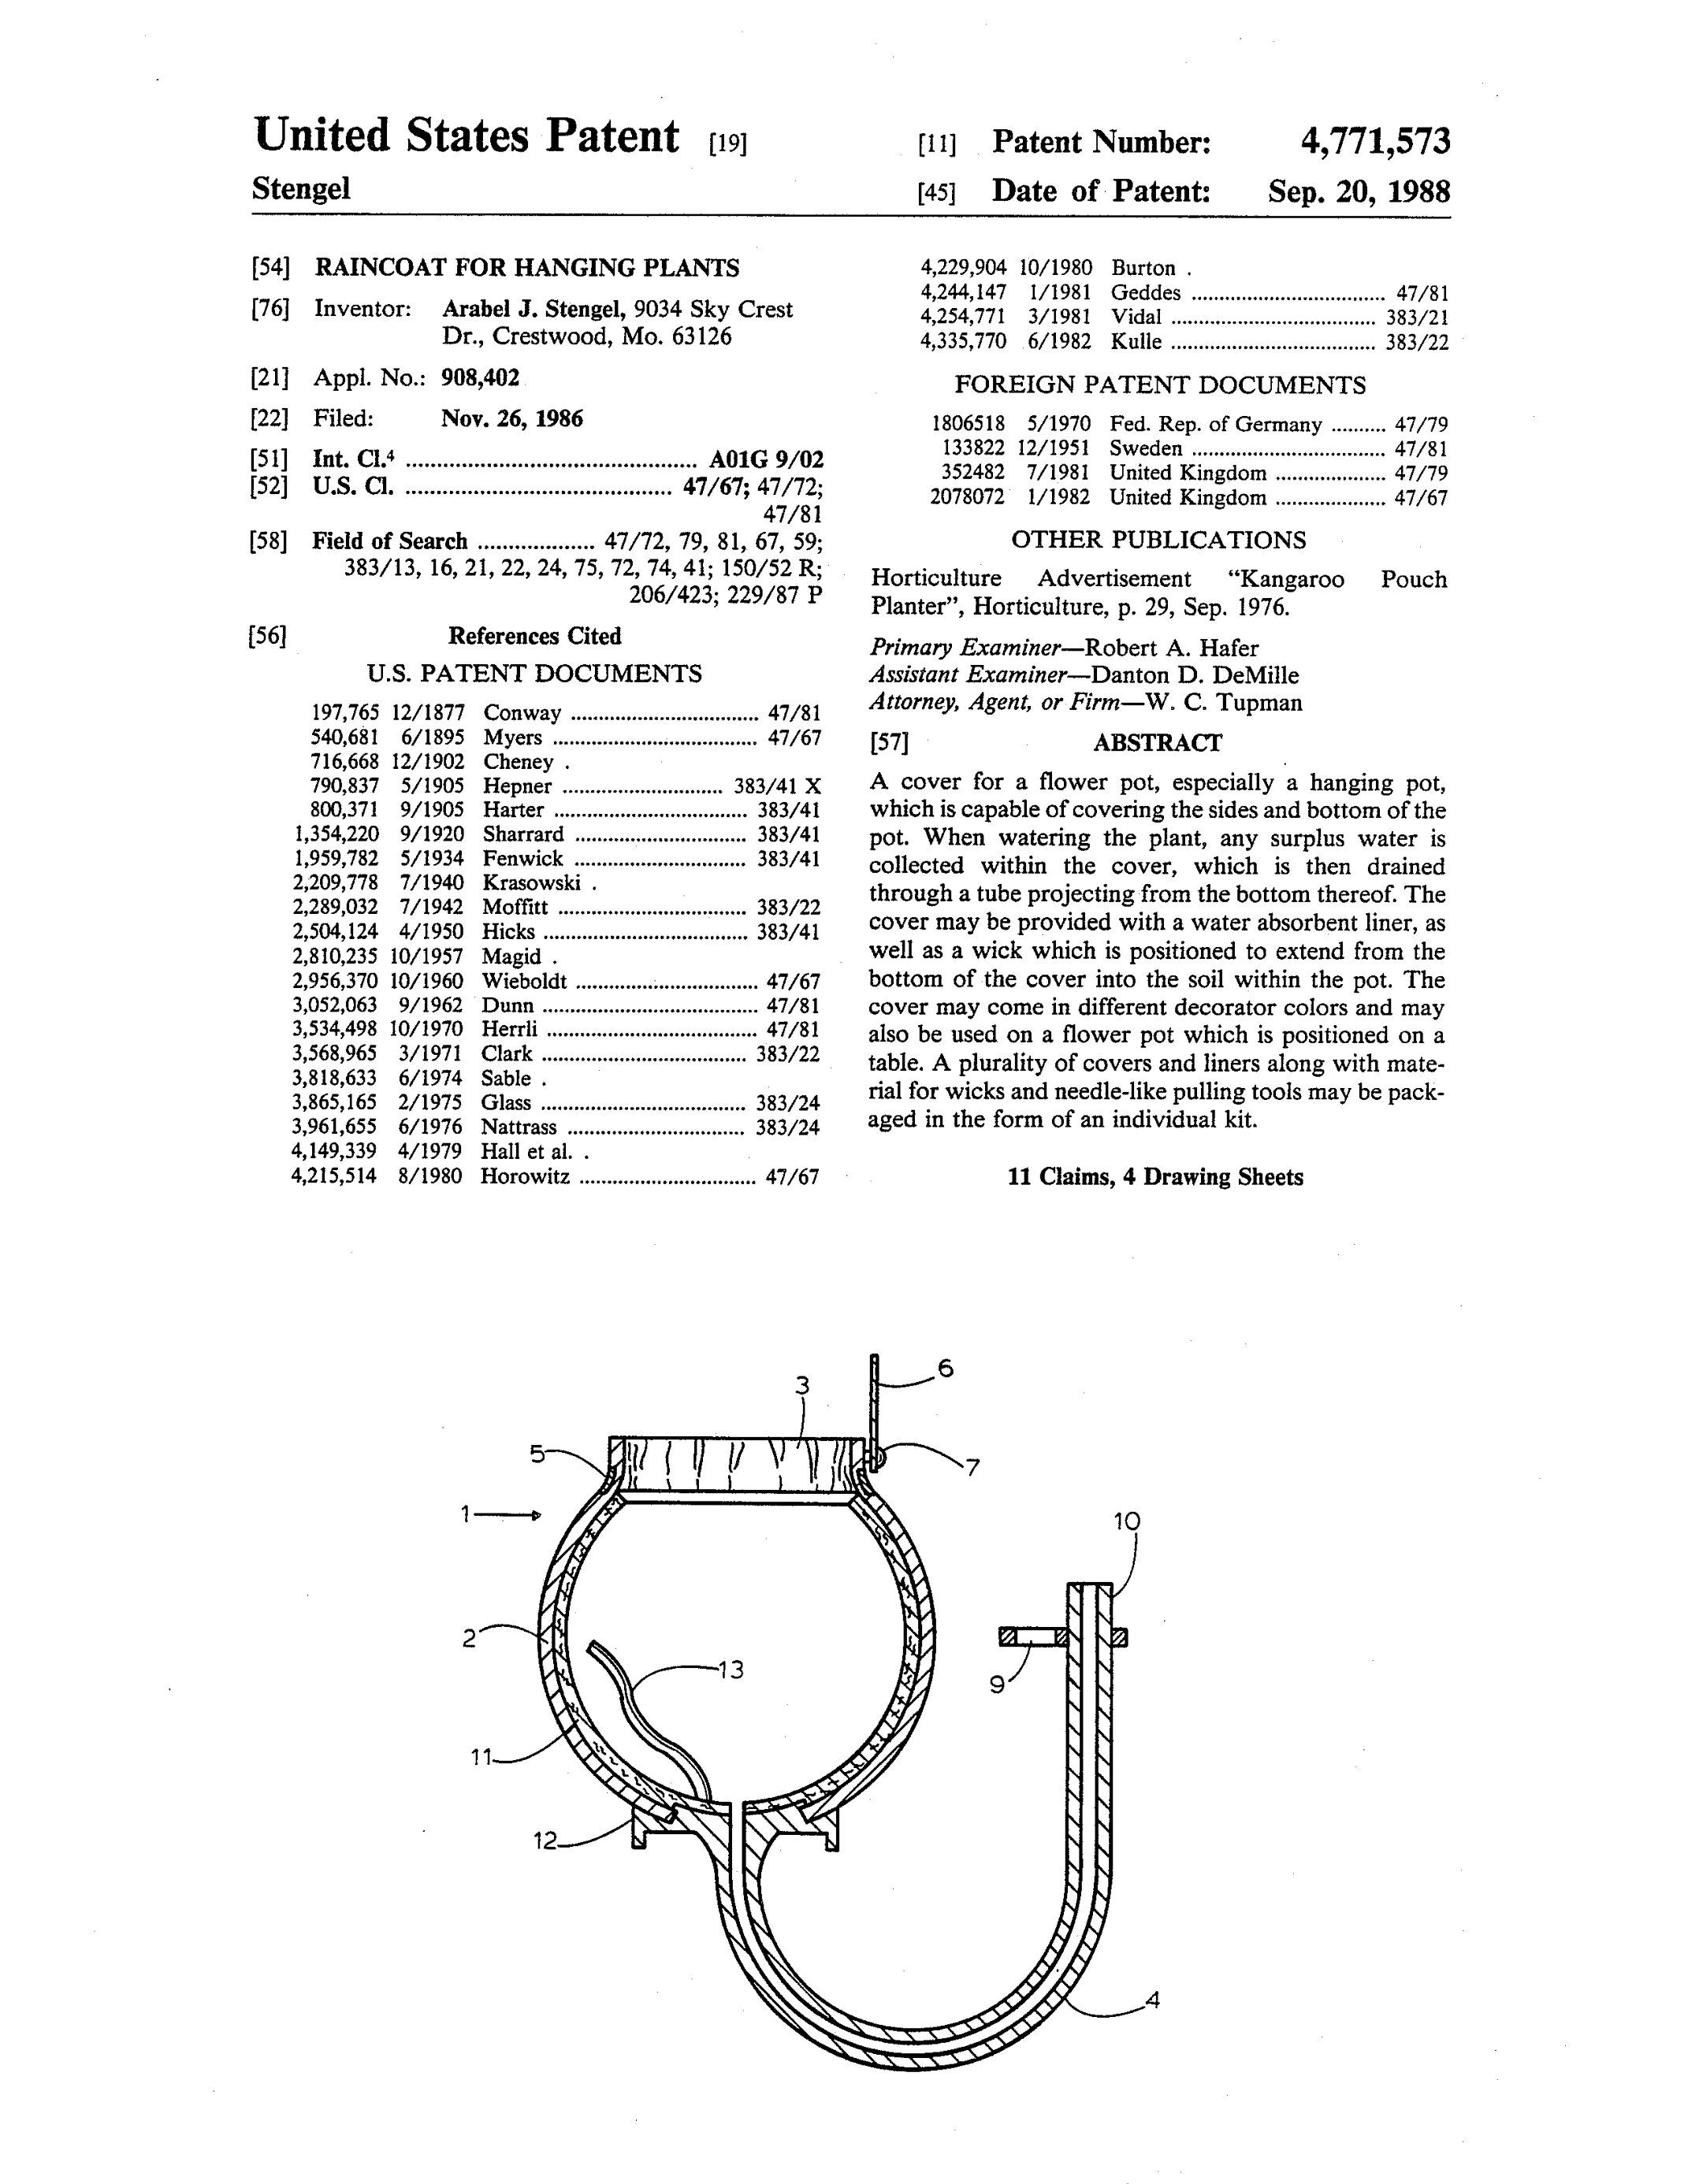 United States Patent [19]
Stengel
[11] Patent Number: 4,771,573
[45] Date of Patent: Sep. 20, 1988
[54] RAINCOAT FOR HANGING PLANTS
[76] Inventor: Arabel J. Stengel, 9034 Sky Crest
Dr., Crestwood, Mo. 63126
[21] Appl. No.: 908,402
[22] Filed: Nov. 26, 1986
[51] Int. Cl.⁴ ............................................. A01G 9/02
[52] U.S. Cl. ......................................... 47/67; 47/72;
47/81
[58] Field of Search ................... 47/72, 79, 81, 67, 59;
383/13, 16, 21, 22, 24, 75, 72, 74, 41; 150/52 R;
206/423; 229/87 P
[56] References Cited
U.S. PATENT DOCUMENTS
197,765 12/1877 Conway ................................ 47/81
540,681 6/1895 Myers ................................... 47/67
716,668 12/1902 Cheney .
790,837 5/1905 Hepner ........................... 383/41 X
800,371 9/1905 Harter ................................. 383/41
1,354,220 9/1920 Sharrard ............................. 383/41
1,959,782 5/1934 Fenwick ............................. 383/41
2,209,778 7/1940 Krasowski .
2,289,032 7/1942 Moffitt ................................ 383/22
2,504,124 4/1950 Hicks ................................... 383/41
2,810,235 10/1957 Magid .
2,956,370 10/1960 Wieboldt ............................... 47/67
3,052,063 9/1962 Dunn ..................................... 47/81
3,534,498 10/1970 Herrli .................................... 47/81
3,568,965 3/1971 Clark ................................... 383/22
3,818,633 6/1974 Sable .
3,865,165 2/1975 Glass ................................... 383/24
3,961,655 6/1976 Nattrass .............................. 383/24
4,149,339 4/1979 Hall et al. .
4,215,514 8/1980 Horowitz .............................. 47/67
4,229,904 10/1980 Burton .
4,244,147 1/1981 Geddes ................................. 47/81
4,254,771 3/1981 Vidal ................................... 383/21
4,335,770 6/1982 Kulle ................................... 383/22
FOREIGN PATENT DOCUMENTS
1806518 5/1970 Fed. Rep. of Germany .......... 47/79
133822 12/1951 Sweden ................................. 47/81
352482 7/1981 United Kingdom ................... 47/79
2078072 1/1982 United Kingdom ................... 47/67
OTHER PUBLICATIONS
Horticulture Advertisement “Kangaroo Pouch
Planter”, Horticulture, p. 29, Sep. 1976.
Primary Examiner—Robert A. Hafer
Assistant Examiner—Danton D. DeMille
Attorney, Agent, or Firm—W. C. Tupman
[57] ABSTRACT
A cover for a flower pot, especially a hanging pot,
which is capable of covering the sides and bottom of the
pot. When watering the plant, any surplus water is
collected within the cover, which is then drained
through a tube projecting from the bottom thereof. The
cover may be provided with a water absorbent liner, as
well as a wick which is positioned to extend from the
bottom of the cover into the soil within the pot. The
cover may come in different decorator colors and may
also be used on a flower pot which is positioned on a
table. A plurality of covers and liners along with mate-
rial for wicks and needle-like pulling tools may be pack-
aged in the form of an individual kit.
11 Claims, 4 Drawing Sheets
6
3
5
7
1
10
2
13
9
11
12
4